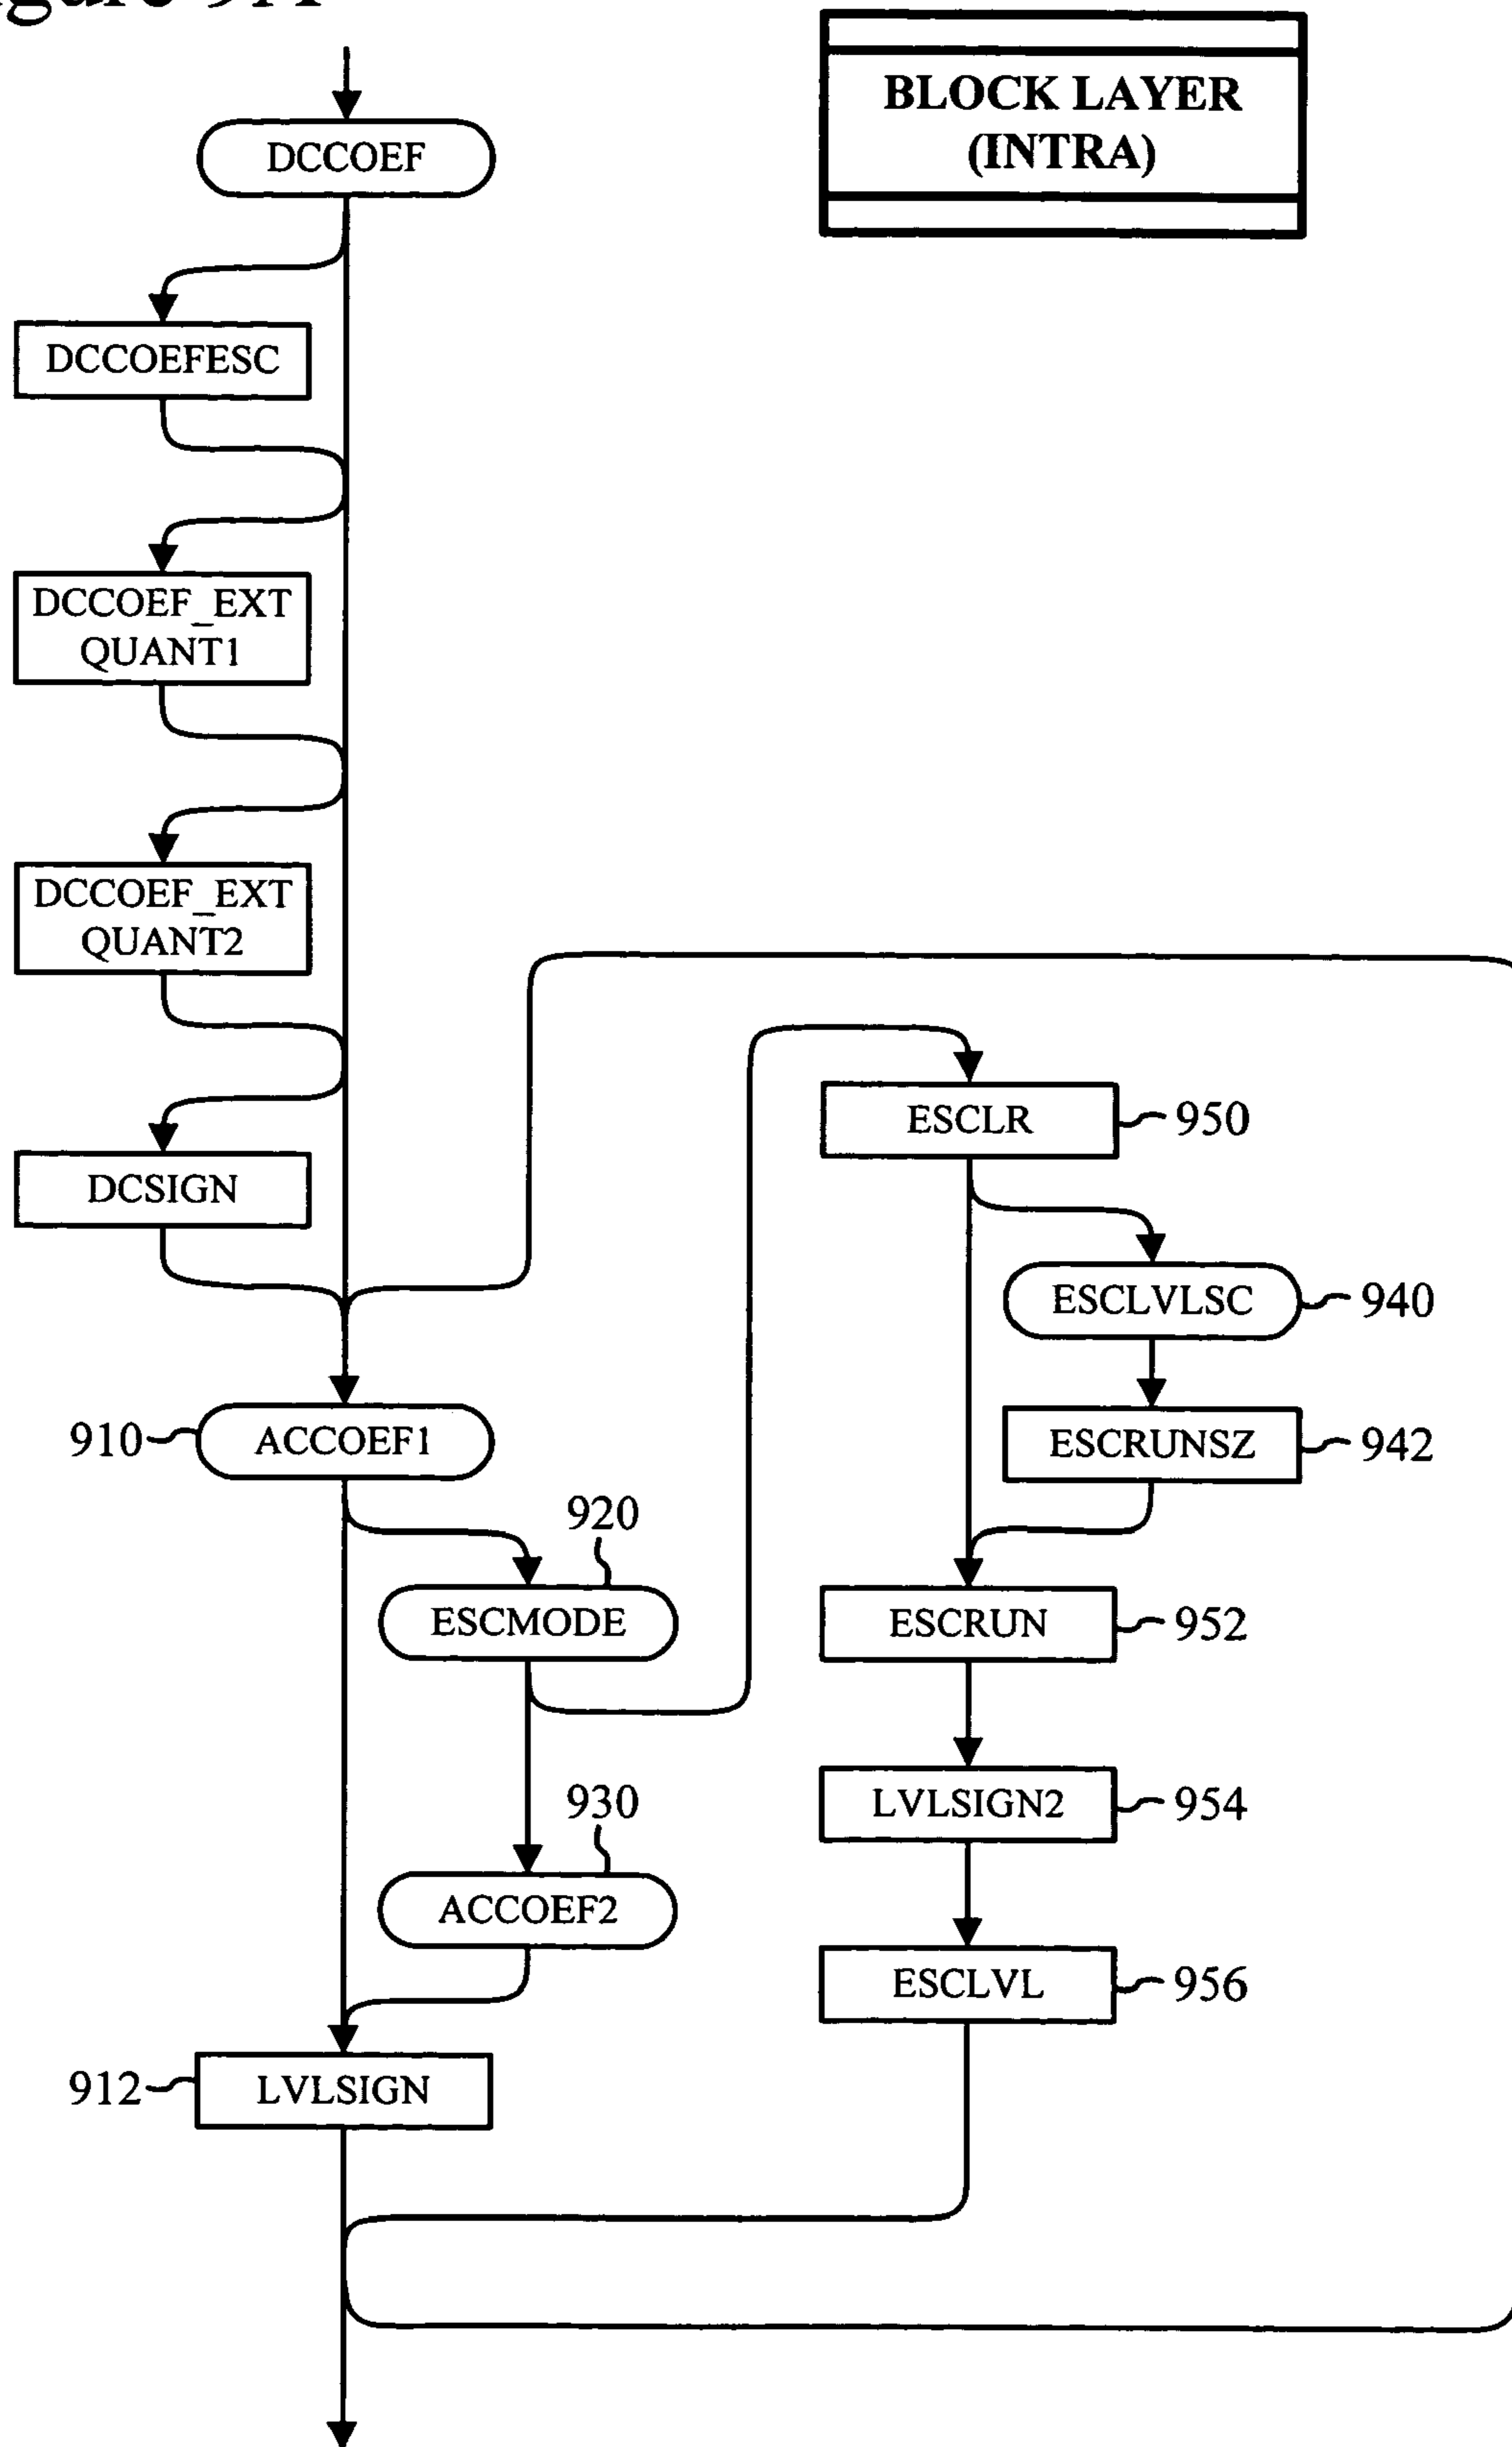 BLOCK LAYER
(INTRA)
DCCOEF
DCCOEFESC
DCCOEF_EXT
QUANT1
DCCOEF_EXT
QUANT2
DCSIGN
910
ACCOEF1
920
ESCMODE
930
ACCOEF2
912
LVLSIGN
ESCLR
950
ESCLVLSC
940
ESCRUNSZ
942
ESCRUN
952
LVLSIGN2
954
ESCLVL
956